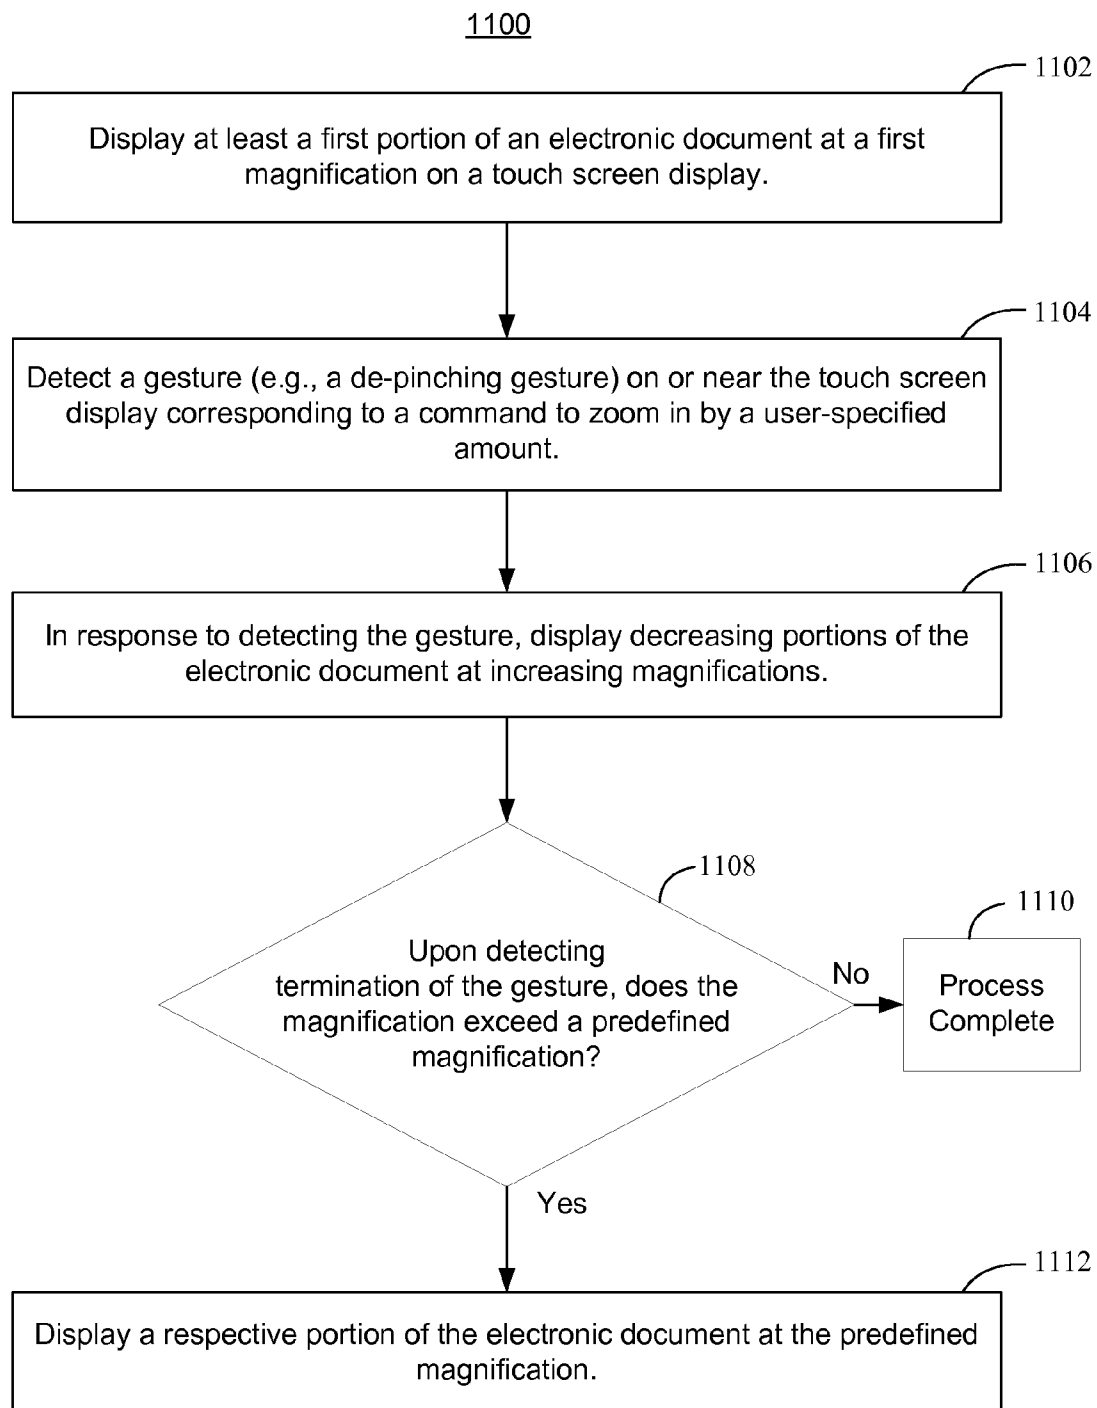 1100
1102
Display at least a first portion of an electronic document at a first
magnification on a touch screen display.
1104
Detect a gesture (e.g., a de-pinching gesture) on or near the touch screen
display corresponding to a command to zoom in by a user-specified
amount.
1106
In response to detecting the gesture, display decreasing portions of the
electronic document at increasing magnifications.
1108
Upon detecting
termination of the gesture, does the
magnification exceed a predefined
magnification?
No
1110
Process
Complete
Yes
1112
Display a respective portion of the electronic document at the predefined
magnification.